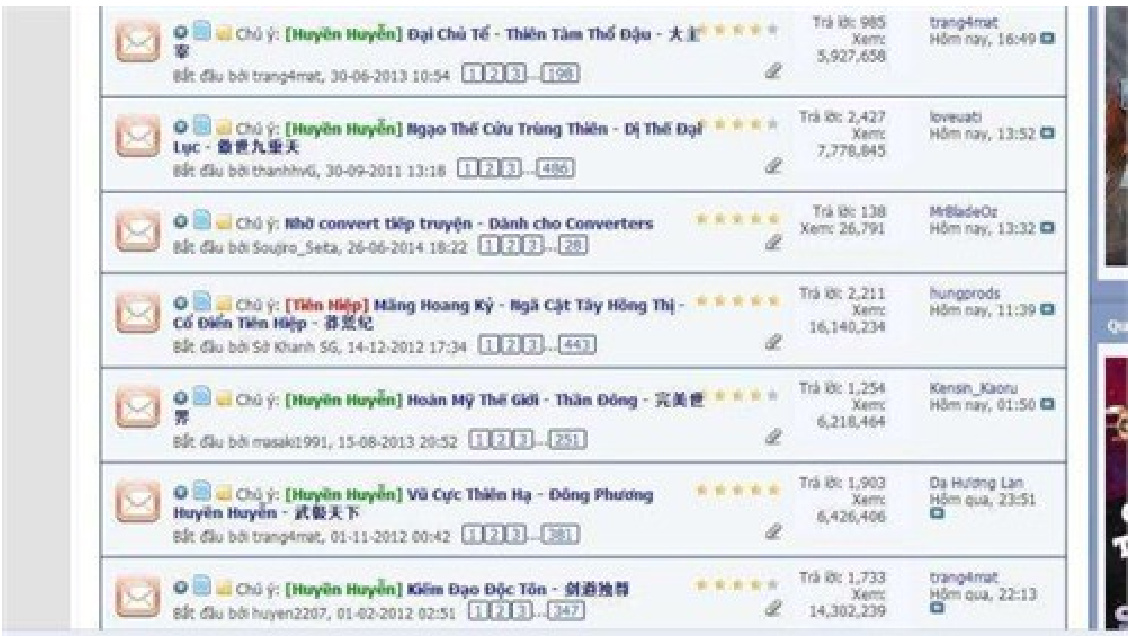 Chú ý: [Huyền Huyễn] Đại Chủ Tể - Thiên Tàm Thổ Đậu - 大主
宰
Bắt đầu bởi trang4mat, 30-06-2013 10:54 1 2 3 ... 198
Trả lời: 985
Xem:
5,927,658
trang4mat
Hôm nay, 16:49
Chú ý: [Huyền Huyễn] Ngạo Thế Cửu Trùng Thiên - Dị Thế Đại
Lục - 傲世九重天
Bắt đầu bởi thanhhvG, 30-09-2011 13:18 1 2 3 ... 486
Trả lời: 2,427
Xem:
7,778,845
loveuati
Hôm nay, 13:52
Chú ý: Nhờ convert tiếp truyện - Dành cho Converters
Bắt đầu bởi Soujiro_Seta, 26-06-2014 18:22 1 2 3 ... 28
Trả lời: 138
Xem: 26,791
MrBladeOz
Hôm nay, 13:32
Chú ý: [Tiên Hiệp] Mãng Hoang Kỷ - Ngã Cật Tây Hồng Thị -
Cổ Điển Tiên Hiệp - 莽荒纪
Bắt đầu bởi Sở Khanh SG, 14-12-2012 17:34 1 2 3 ... 443
Trả lời: 2,211
Xem:
16,140,234
hungprods
Hôm nay, 11:39
Chú ý: [Huyền Huyễn] Hoàn Mỹ Thế Giới - Thần Đông - 完美世
界
Bắt đầu bởi masaki1991, 15-08-2013 20:52 1 2 3 ... 251
Trả lời: 1,254
Xem:
6,218,464
Kensin_Kaoru
Hôm nay, 01:50
Chú ý: [Huyền Huyễn] Vũ Cực Thiên Hạ - Đông Phương
Huyền Huyễn - 武极天下
Bắt đầu bởi trang4mat, 01-11-2012 00:42 1 2 3 ... 381
Trả lời: 1,903
Xem:
6,426,406
Dạ Hương Lan
Hôm qua, 23:51
Chú ý: [Huyền Huyễn] Kiếm Đạo Độc Tôn - 剑道独尊
Bắt đầu bởi huyen2207, 01-02-2012 02:51 1 2 3 ... 347
Trả lời: 1,733
Xem:
14,302,239
trang4mat
Hôm qua, 22:13